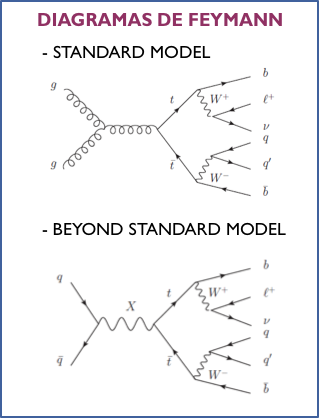 DIAGRAMAS DE FEYMANN
- STANDARD MODEL
g
g
t
t̄
W+
W−
b
ℓ+
ν
q
q'
b̄
- BEYOND STANDARD MODEL
q
q̄
X
t
t̄
W+
W−
b
ℓ+
ν
q
q'
b̄